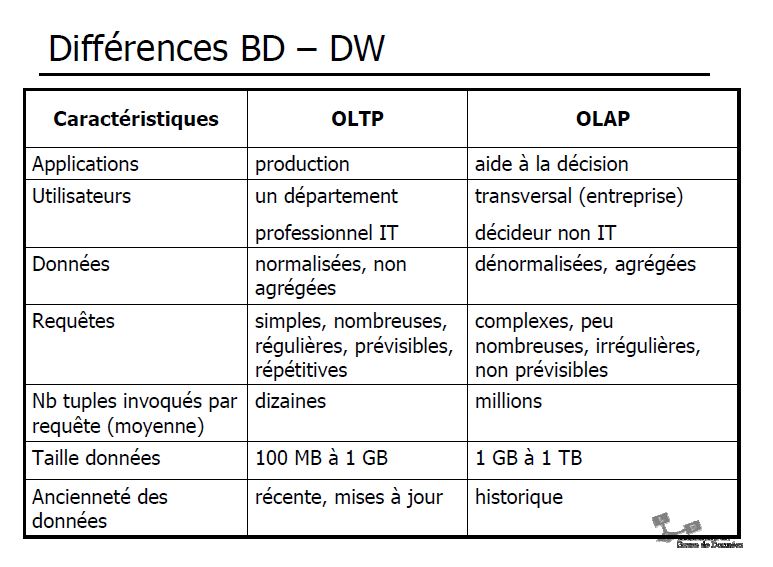 Différences BD – DW
Caractéristiques OLTP OLAP
Applications production aide à la décision
Utilisateurs un département transversal (entreprise)
professionnel IT décideur non IT
Données normalisées, non dénormalisées, agrégées
agrégées
Requêtes simples, nombreuses, complexes, peu
régulières, prévisibles, nombreuses, irrégulières,
répétitives non prévisibles
Nb tuples invoqués par dizaines millions
requête (moyenne)
Taille données 100 MB à 1 GB 1 GB à 1 TB
Ancienneté des récente, mises à jour historique
données
de Données